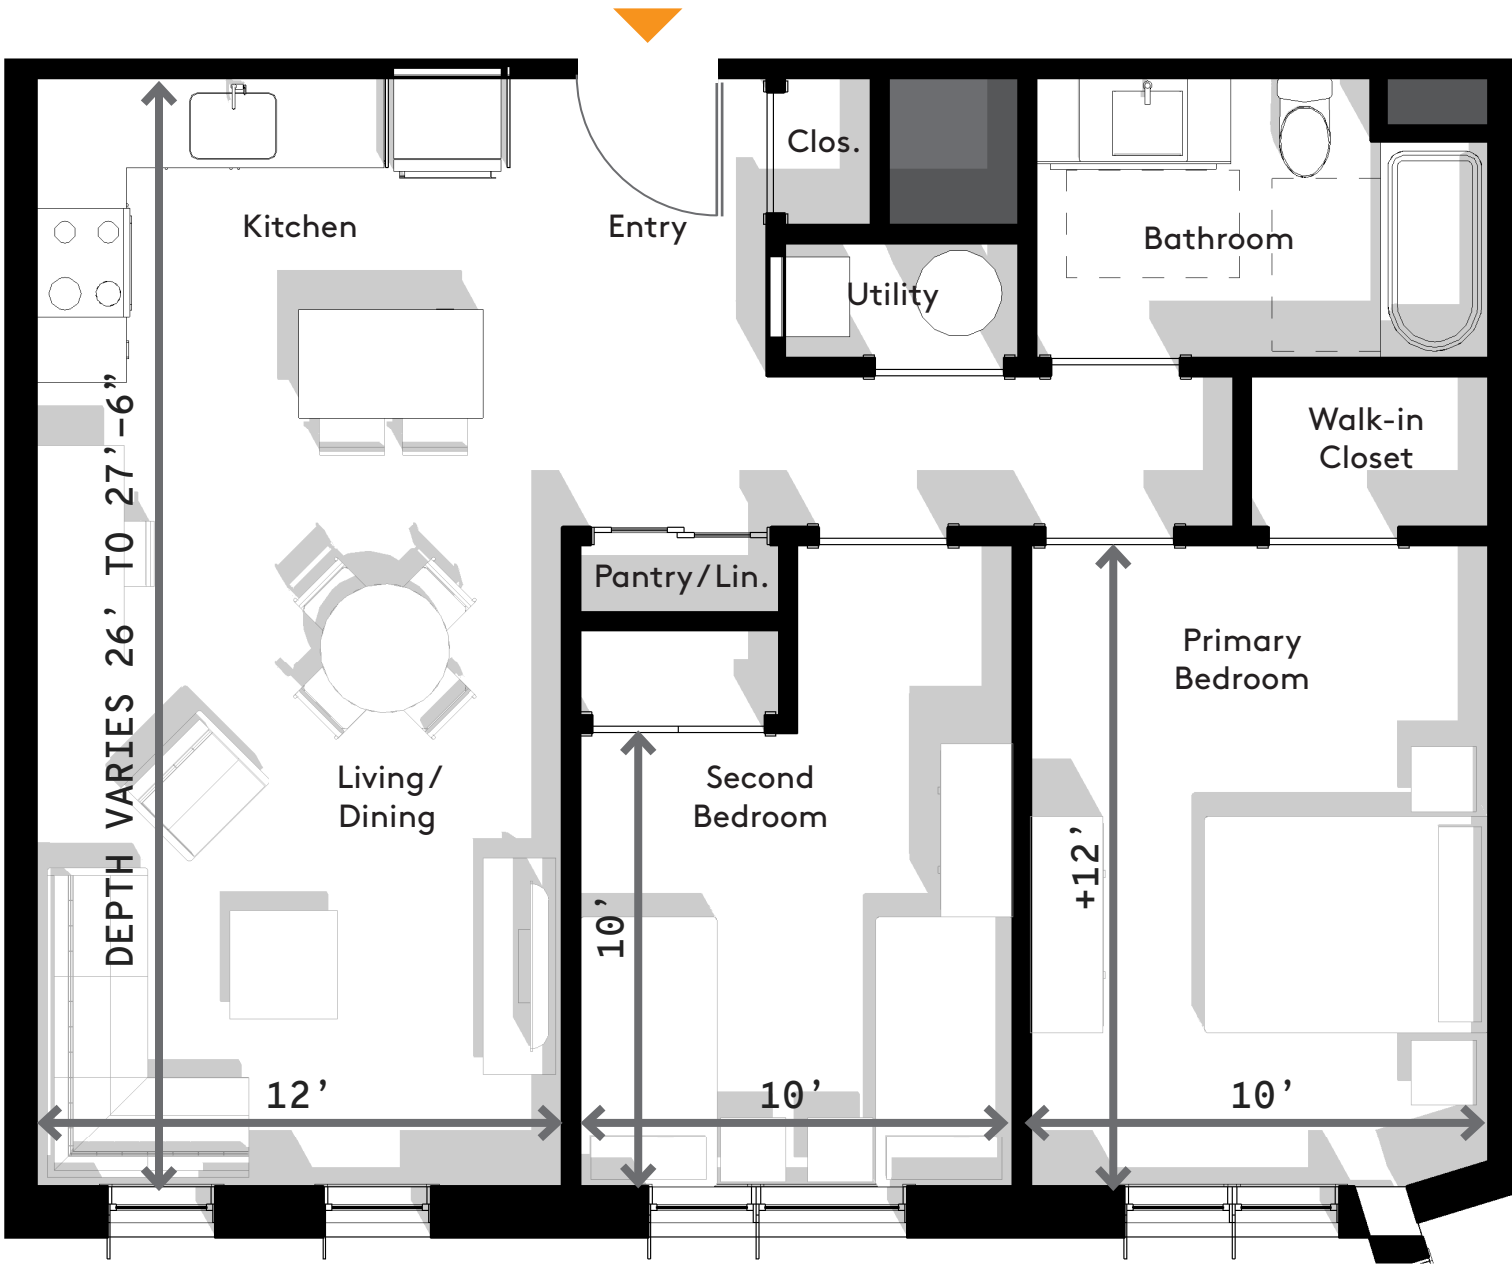 Clos.
Kitchen
Entry
Bathroom
Utility
Walk-in
Closet
DEPTH VARIES 26’ TO 27’-6”
Pantry/Lin.
Primary
Bedroom
Living/
Dining
Second
Bedroom
+12’
10’
12’
10’
10’